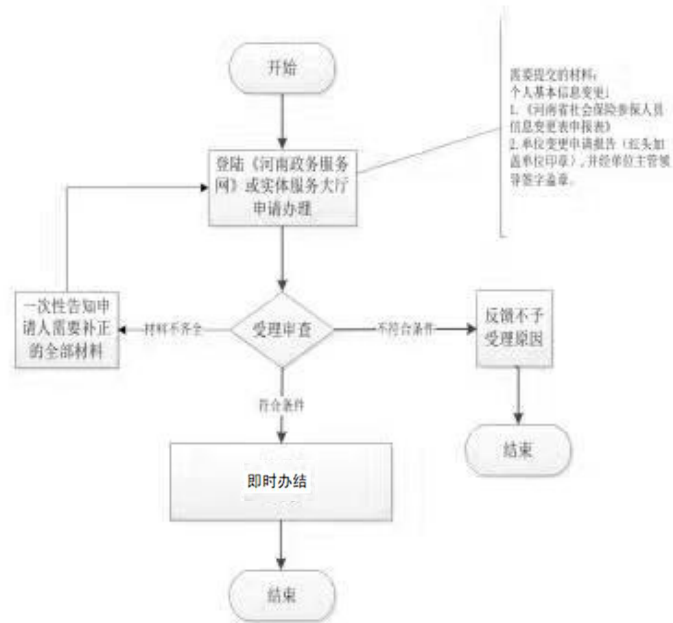 开始
需要提交的材料：
个人基本信息变更：
1.《河南省社会保险参保人员
信息变更表申报表》
2.单位变更申请报告（红头加
盖单位印章），并经单位主管领
导签字盖章。
登陆《河南政务服务
网》或实体服务大厅
申请办理
一次性告知申
请人需要补正
的全部材料
材料不齐全
受理审查
不符合条件
反馈不予
受理原因
符合条件
结束
即时办结
结束